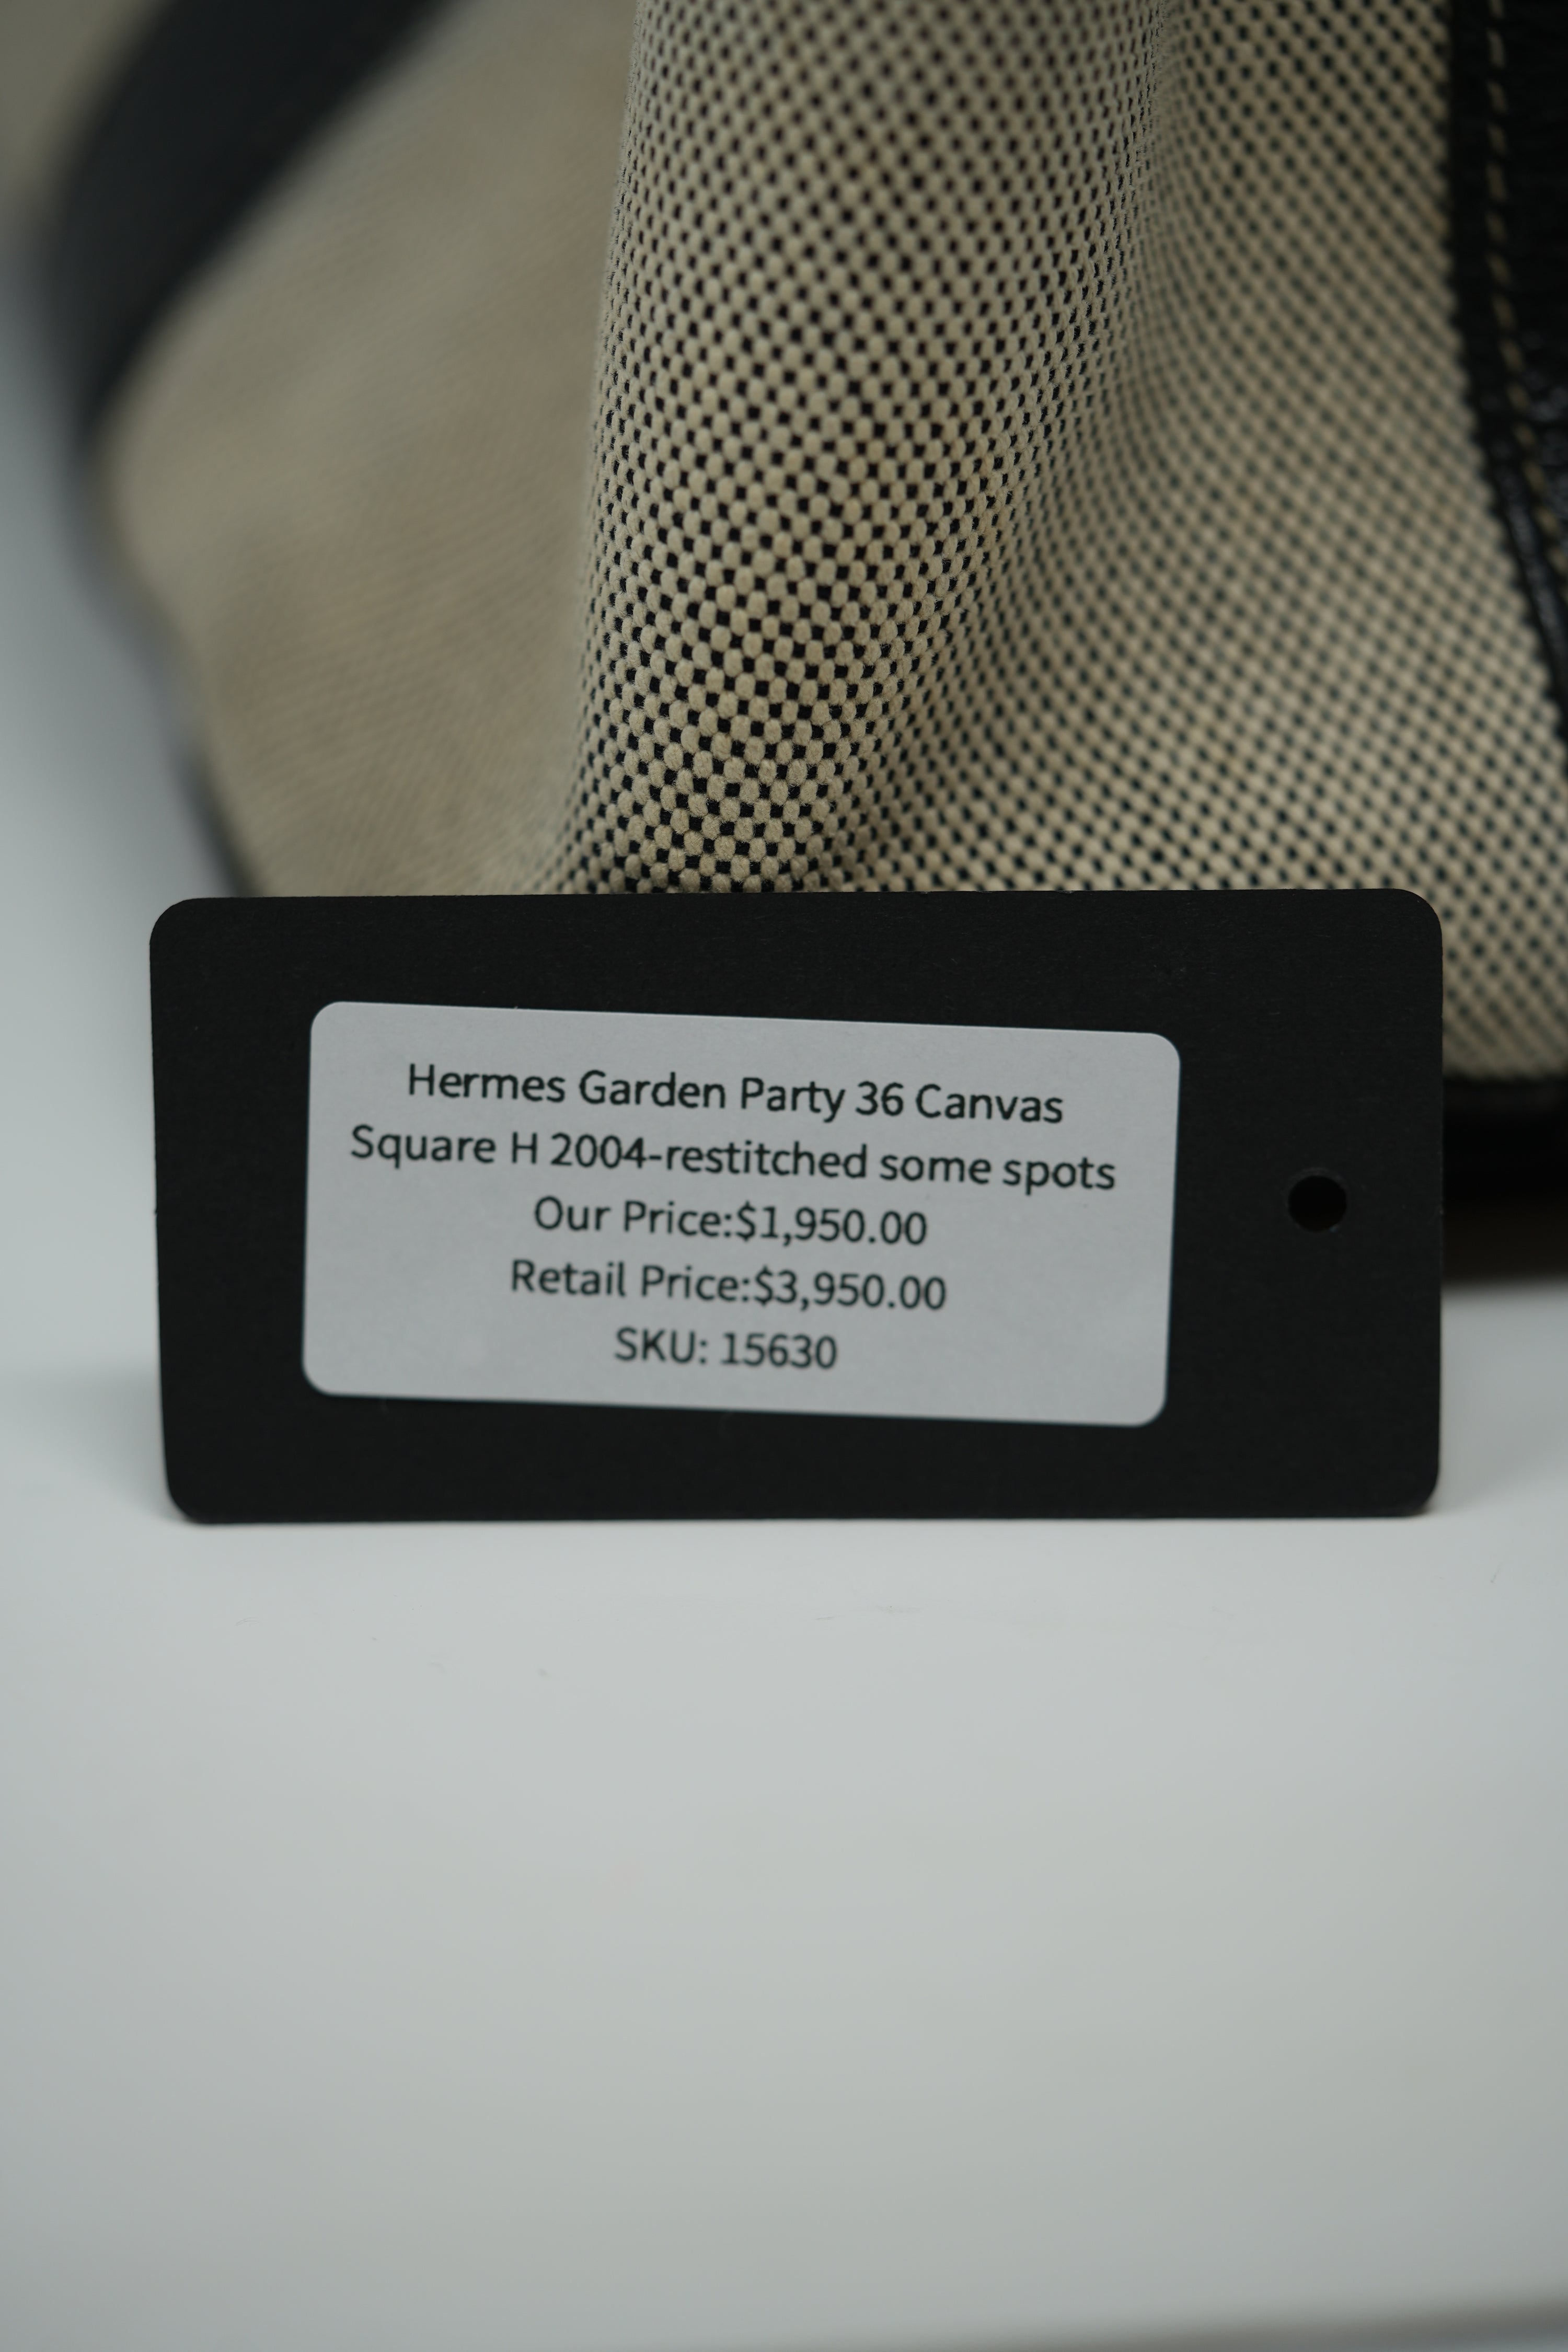 Hermes Garden Party 36 Canvas
Square H 2004-restitched some spots
Our Price:$1,950.00
Retail Price:$3,950.00
SKU: 15630